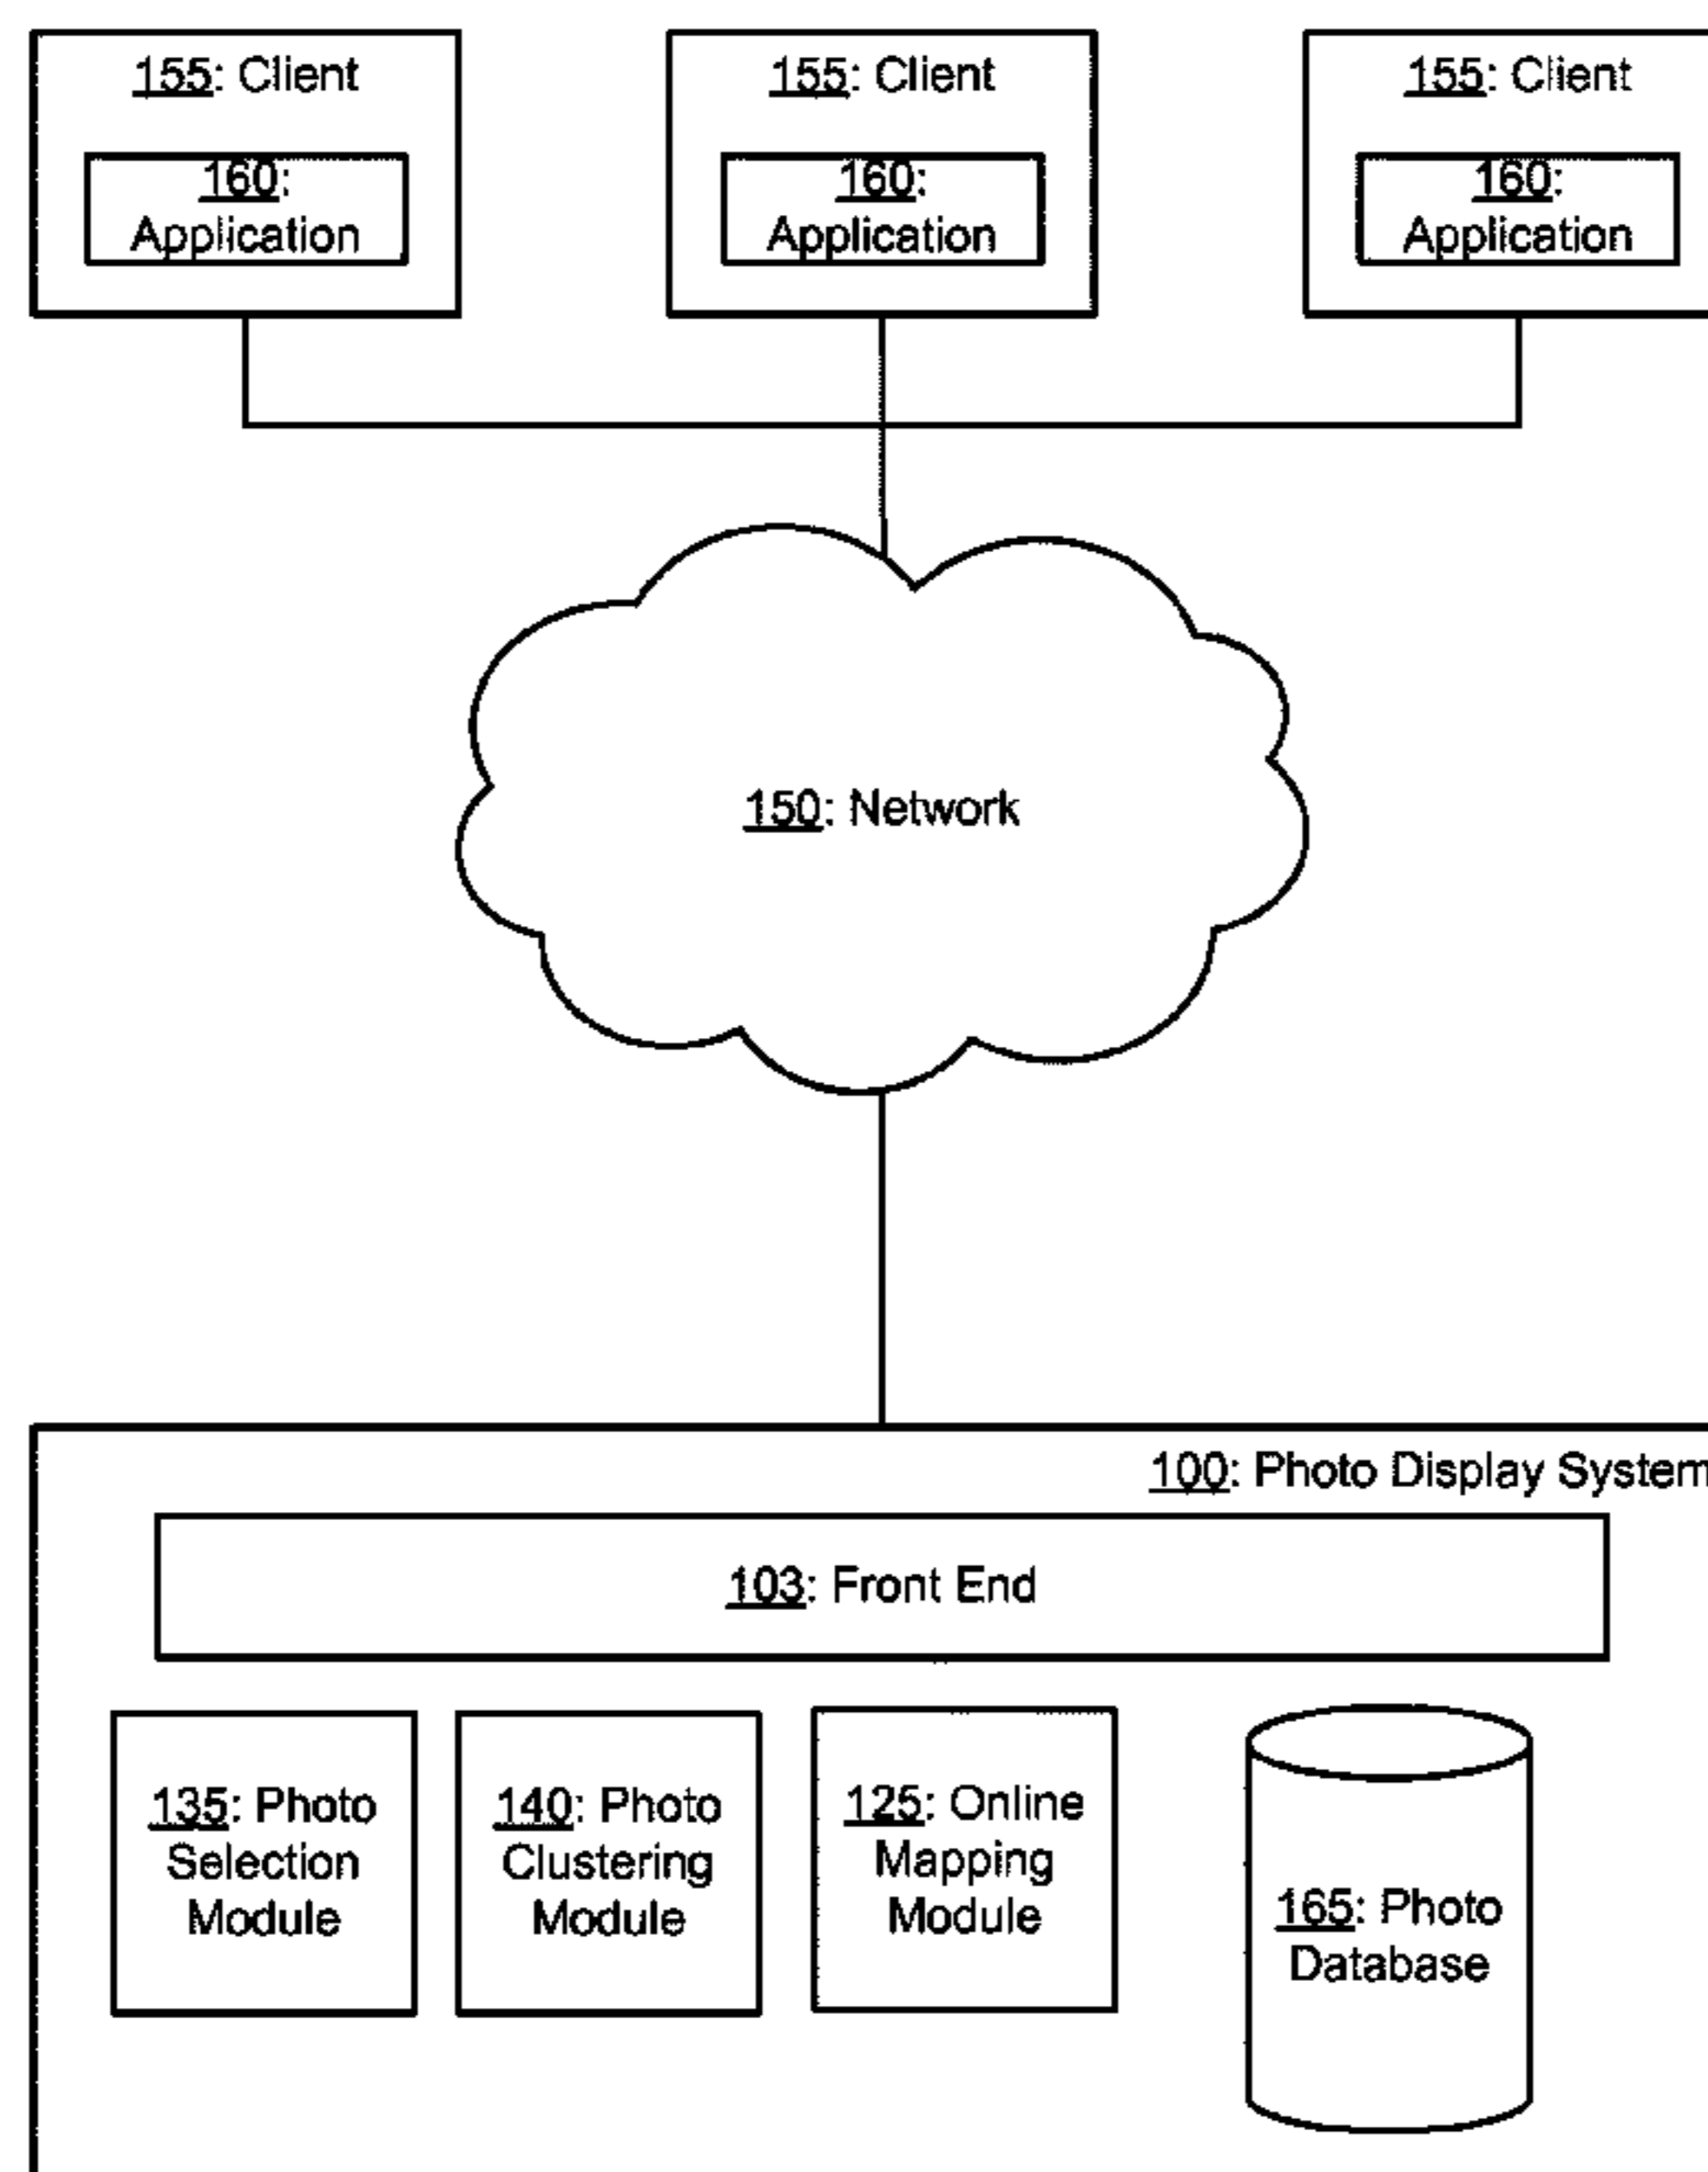 155: Client
160:
Application
155: Client
160:
Application
155: Client
160:
Application
150: Network
100: Photo Display System
103: Front End
135: Photo
Selection
Module
140: Photo
Clustering
Module
125: Online
Mapping
Module
165: Photo
Database